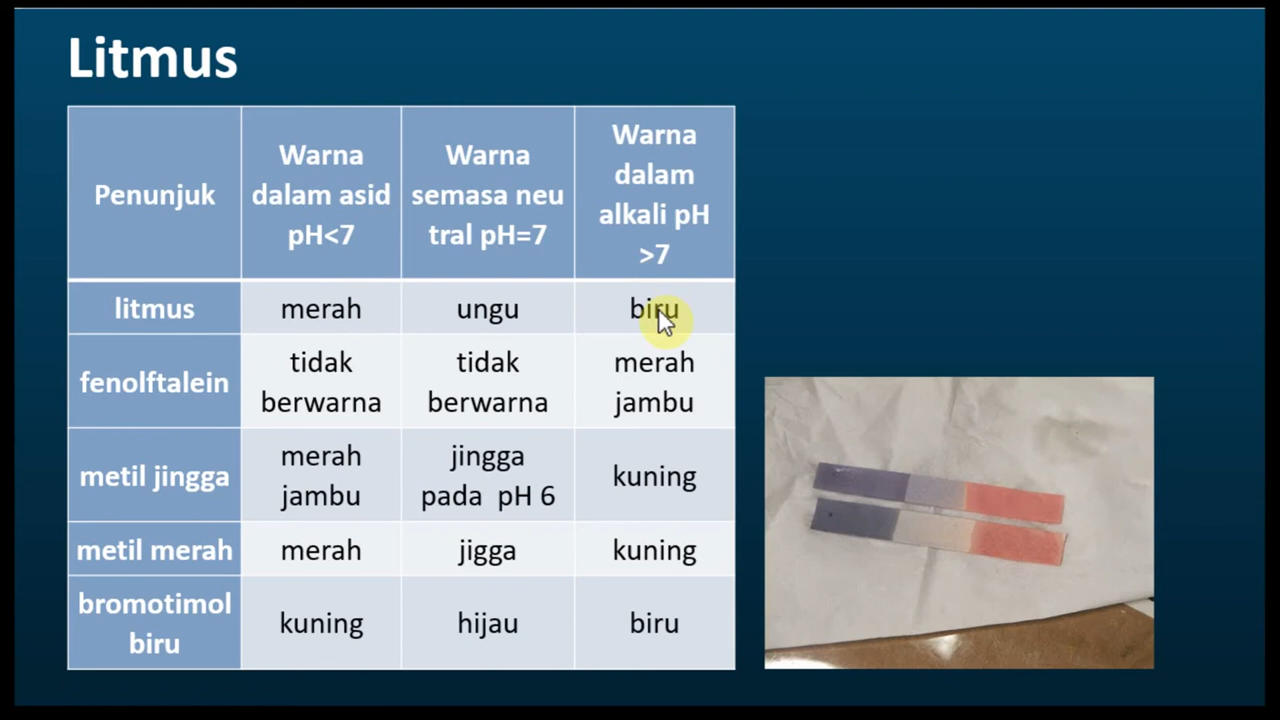 Litmus
Penunjuk
Warna
dalam asid
pH<7
Warna
semasa neu
tral pH=7
Warna
dalam
alkali pH
>7
litmus
merah
ungu
biru
fenolftalein
tidak
berwarna
tidak
berwarna
merah
jambu
metil jingga
merah
jambu
jingga
pada pH 6
kuning
metil merah
merah
jigga
kuning
bromotimol
biru
kuning
hijau
biru